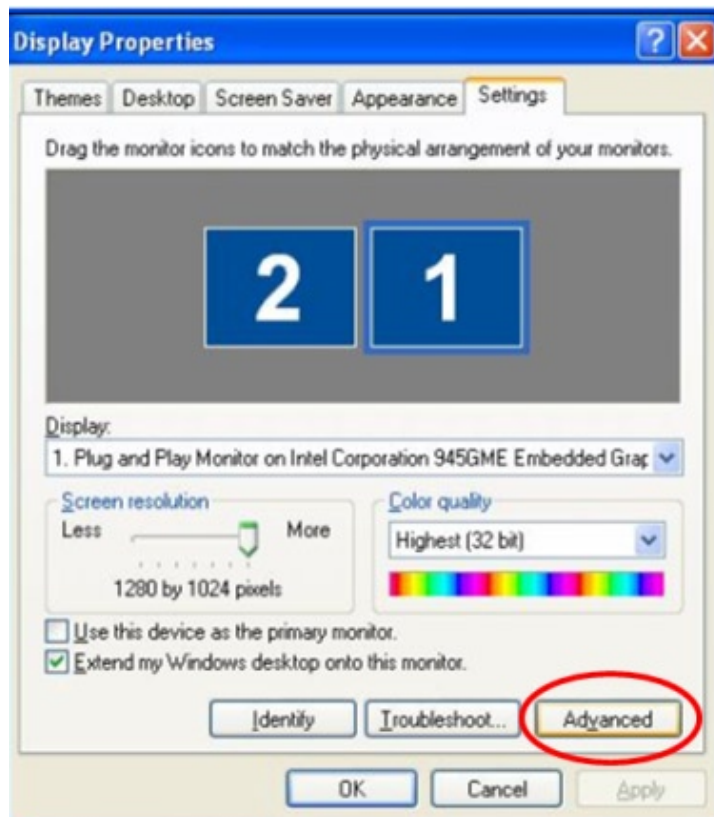 Display Properties
Themes Desktop Screen Saver Appearance Settings
Drag the monitor icons to match the physical arrangement of your monitors.
2 1
Display:
1. Plug and Play Monitor on Intel Corporation 945GME Embedded Grap
Screen resolution Color quality
Less More Highest (32 bit)
1280 by 1024 pixels
Use this device as the primary monitor.
Extend my Windows desktop onto this monitor.
Identify Troubleshoot... Advanced
OK Cancel Apply